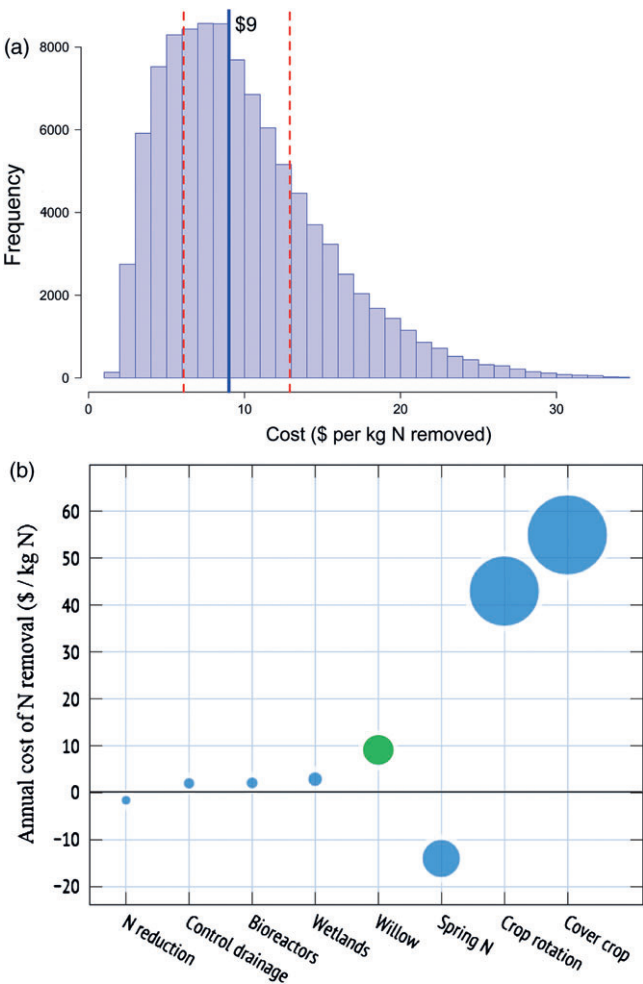 (a)
$9
8000
6000
4000
2000
0
Frequency
0 10 20 30
Cost ($ per kg N removed)
(b)
60
50
40
30
20
10
0
−10
−20
Annual cost of N removal ($ / kg N)
N reduction
Control drainage
Bioreactors
Wetlands
Willow
Spring N
Crop rotation
Cover crop